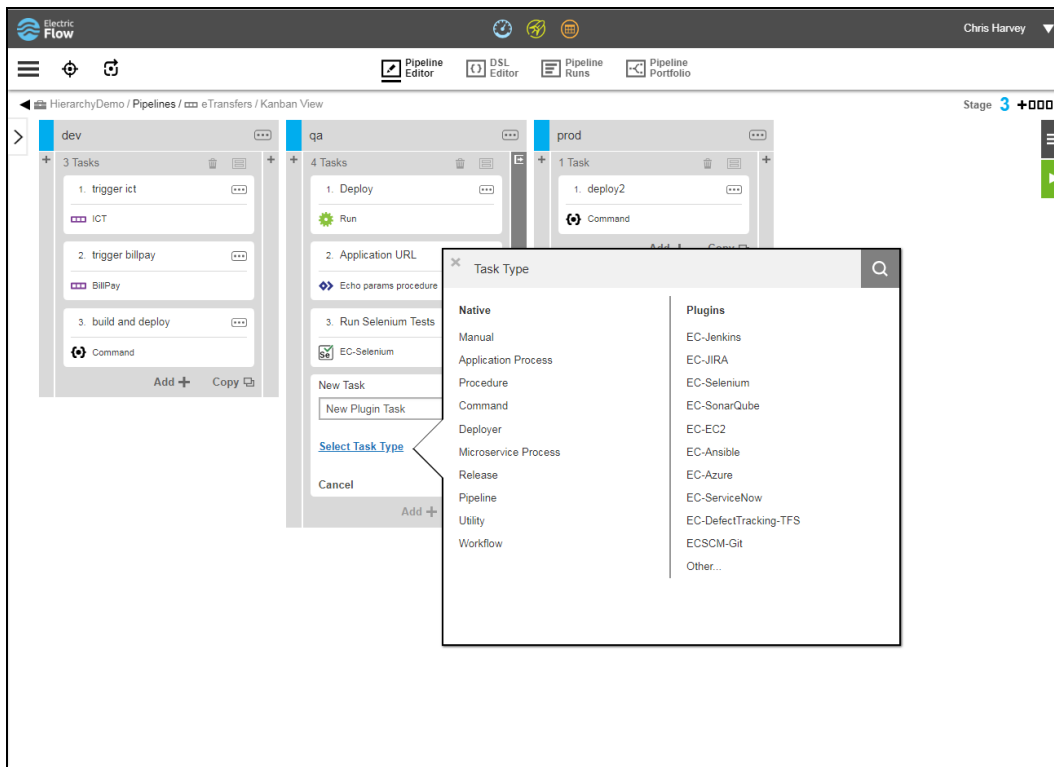 Electric
Flow
Chris Harvey
Pipeline
Editor
DSL
Editor
Pipeline
Runs
Pipeline
Portfolio
HierarchyDemo / Pipelines / eTransfers / Kanban View
Stage 3
dev
3 Tasks
1. trigger ict
ICT
2. trigger billpay
BillPay
3. build and deploy
Command
Add
Copy
qa
4 Tasks
1. Deploy
Run
2. Application URL
Echo params procedure
3. Run Selenium Tests
Se
EC-Selenium
New Task
New Plugin Task
Select Task Type
Cancel
Add
prod
1 Task
1. deploy2
Command
Add
Copy
Task Type
Native
Manual
Application Process
Procedure
Command
Deployer
Microservice Process
Release
Pipeline
Utility
Workflow
Plugins
EC-Jenkins
EC-JIRA
EC-Selenium
EC-SonarQube
EC-EC2
EC-Ansible
EC-Azure
EC-ServiceNow
EC-DefectTracking-TFS
ECSCM-Git
Other...